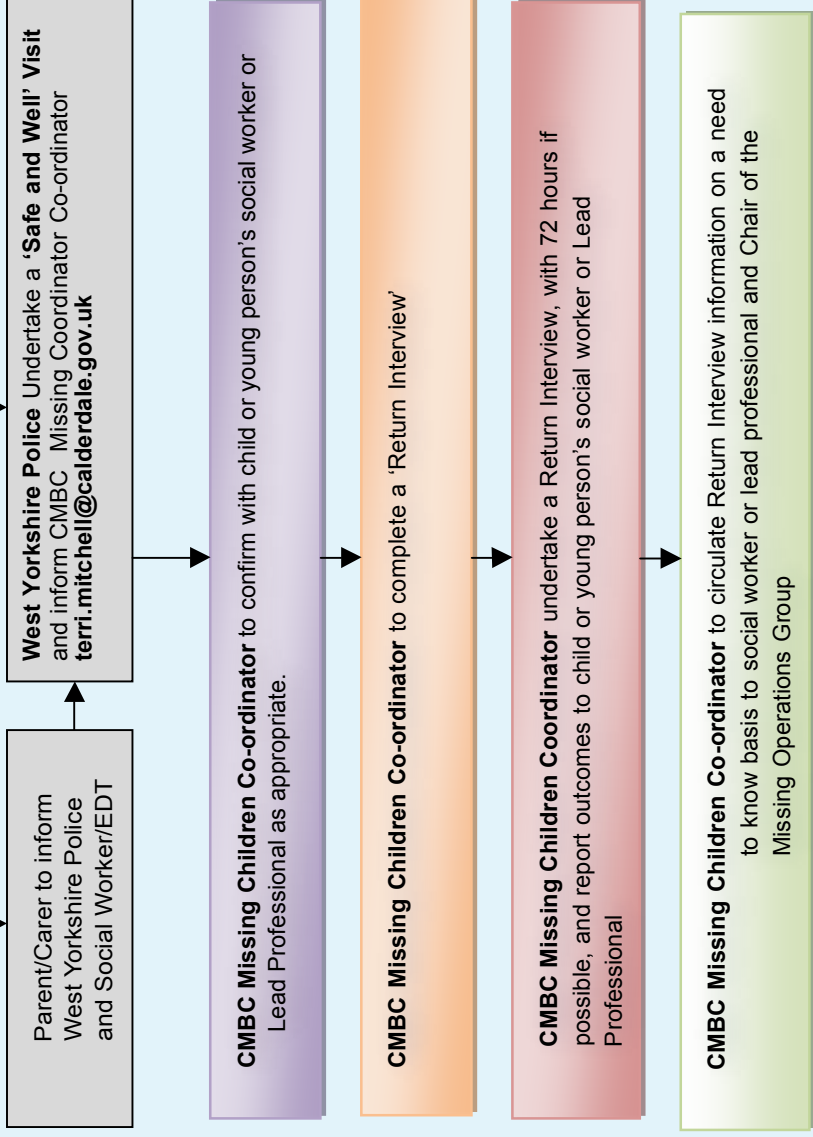 Parent/Carer to inform
West Yorkshire Police
and Social Worker/EDT
West Yorkshire Police Undertake a ‘Safe and Well’ Visit
and inform CMBC Missing Coordinator Co-ordinator
terri.mitchell@calderdale.gov.uk
CMBC Missing Children Co-ordinator to confirm with child or young person’s social worker or
Lead Professional as appropriate.
CMBC Missing Children Co-ordinator to complete a ‘Return Interview’
CMBC Missing Children Coordinator undertake a Return Interview, with 72 hours if
possible, and report outcomes to child or young person’s social worker or Lead
Professional
CMBC Missing Children Co-ordinator to circulate Return Interview information on a need
to know basis to social worker or lead professional and Chair of the
Missing Operations Group